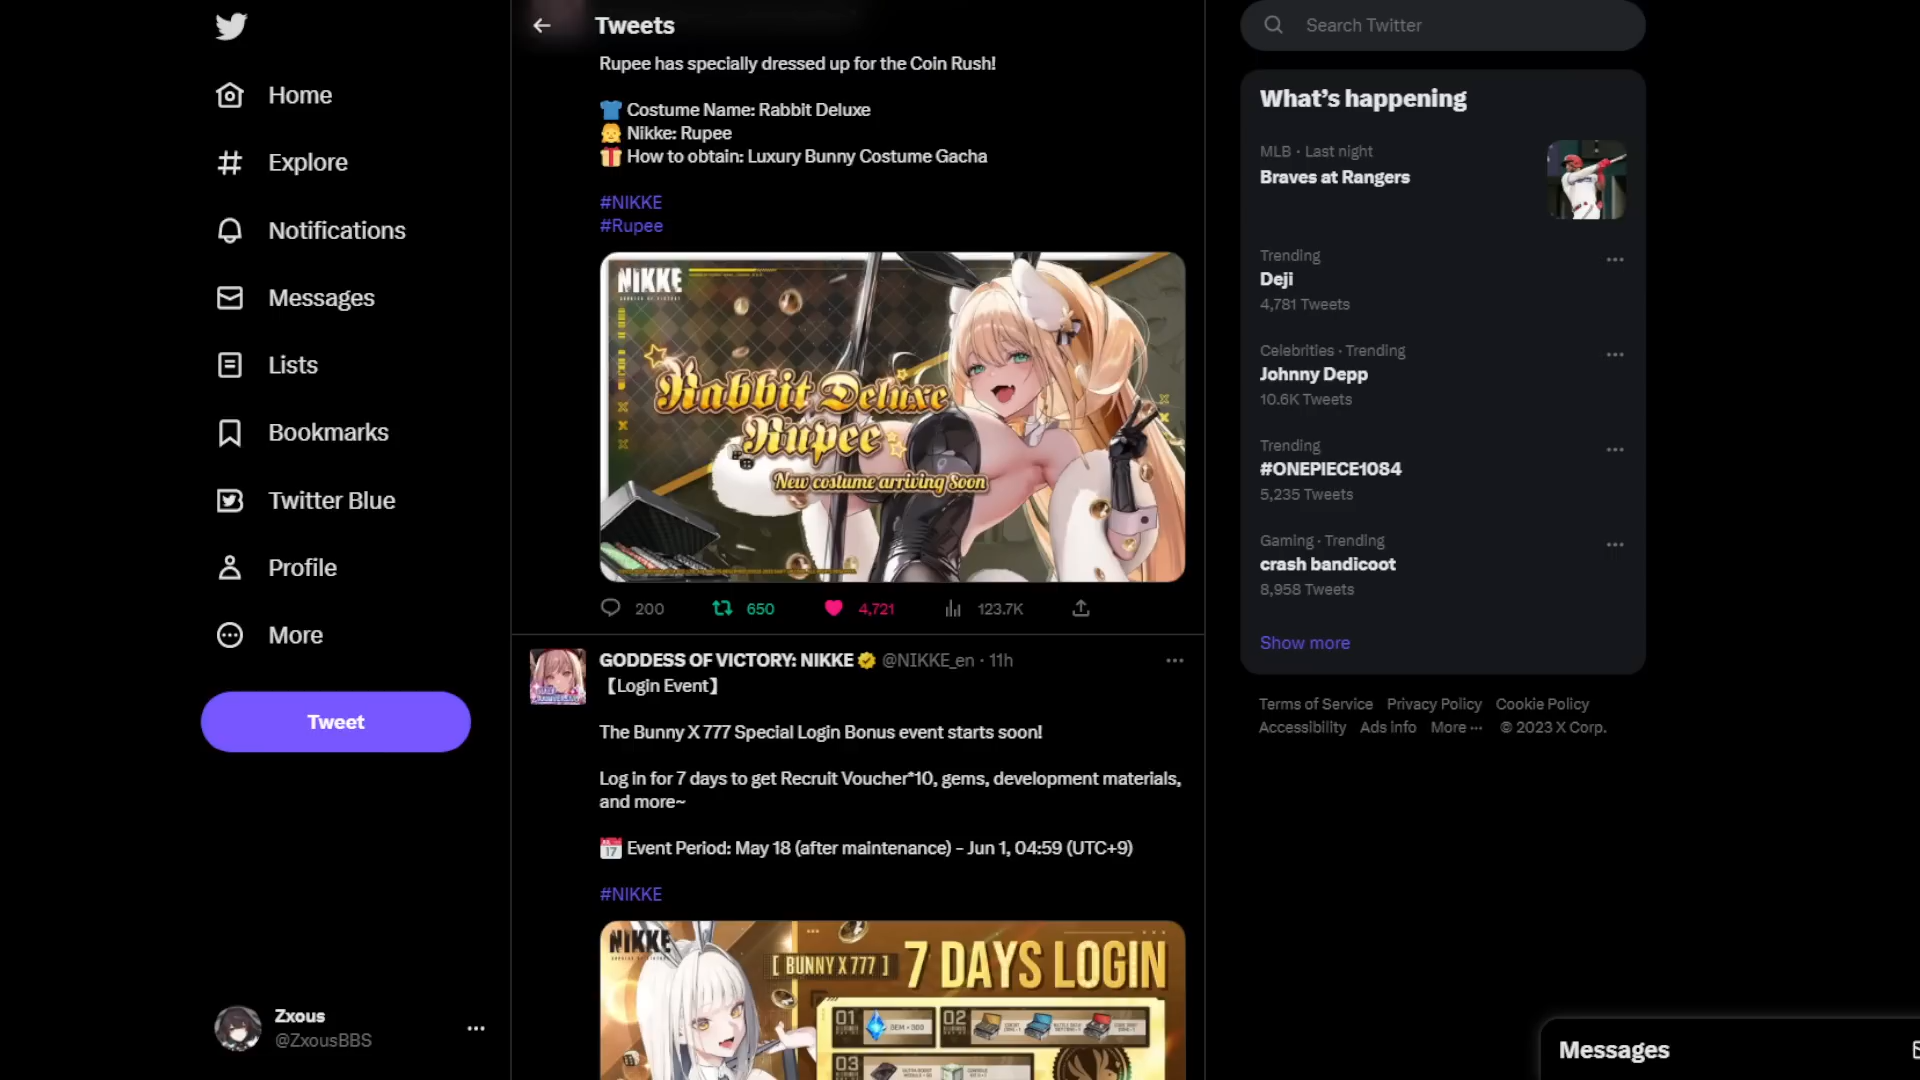 Home
Explore
Notifications
Messages
Lists
Bookmarks
Twitter Blue
Profile
More
Tweet
Zxous
@ZxousBBS
Tweets
Rupee has specially dressed up for the Coin Rush!
Costume Name: Rabbit Deluxe
Nikke: Rupee
How to obtain: Luxury Bunny Costume Gacha
#NIKKE
#Rupee
NIKKE
Rabbit Deluxe
Rupee
New costume arriving Soon
200 650 4,721 123.7K
GODDESS OF VICTORY: NIKKE @NIKKE_en · 11h
【Login Event】
The Bunny X 777 Special Login Bonus event starts soon!
Log in for 7 days to get Recruit Voucher*10, gems, development materials,
and more~
Event Period: May 18 (after maintenance) – Jun 1, 04:59 (UTC+9)
#NIKKE
NIKKE
[ BUNNY X 777 ] 7 DAYS LOGIN
01 02
03
Search Twitter
What's happening
MLB · Last night
Braves at Rangers
Trending
Deji
4,781 Tweets
Celebrities · Trending
Johnny Depp
10.6K Tweets
Trending
#ONEPIECE1084
5,235 Tweets
Gaming · Trending
crash bandicoot
8,958 Tweets
Show more
Terms of Service Privacy Policy Cookie Policy
Accessibility Ads info More ··· © 2023 X Corp.
Messages